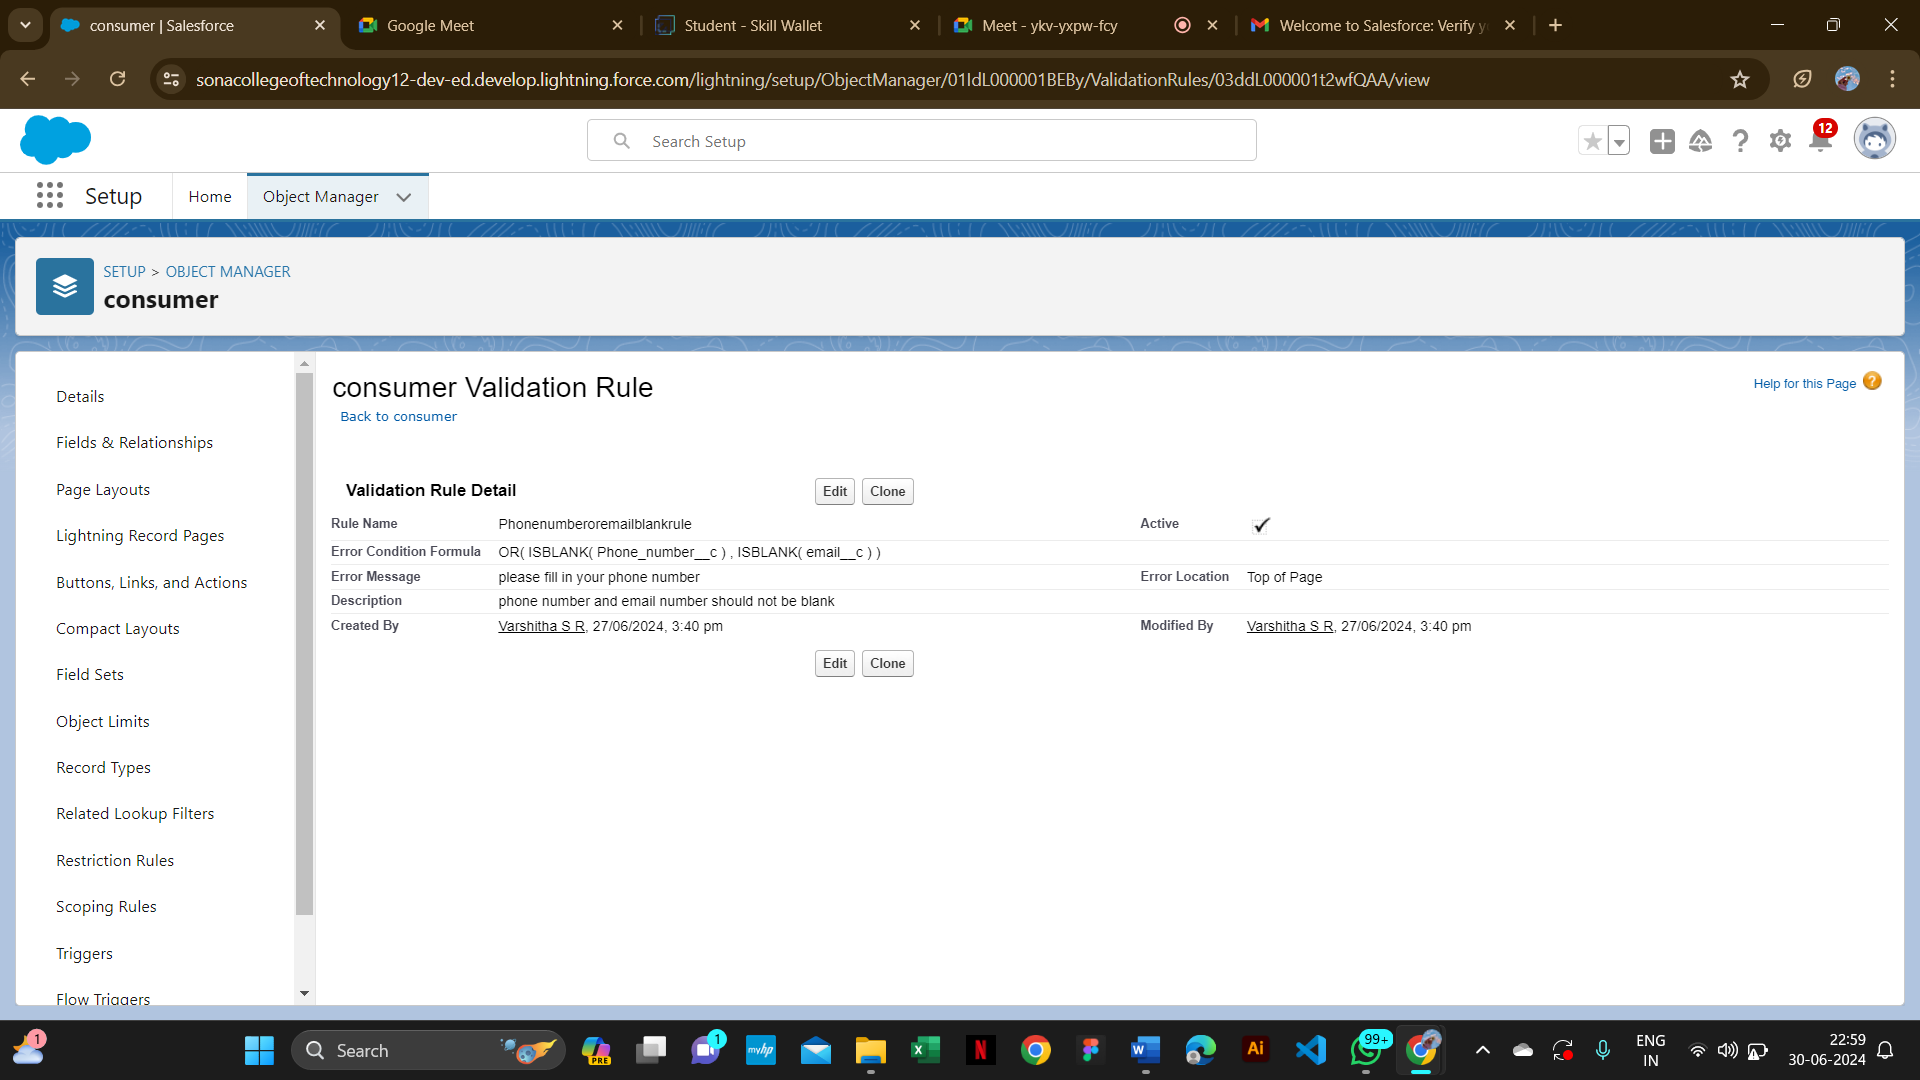 consumer | Salesforce
Google Meet
Student - Skill Wallet
Meet - ykv-yxpw-fcy
Welcome to Salesforce: Verify y
sonacollegeoftechnology12-dev-ed.develop.lightning.force.com/lightning/setup/ObjectManager/01IdL000001BEBy/ValidationRules/03ddL000001t2wfQAA/view
Search Setup
12
Setup
Home
Object Manager
SETUP > OBJECT MANAGER
consumer
Details
Fields & Relationships
Page Layouts
Lightning Record Pages
Buttons, Links, and Actions
Compact Layouts
Field Sets
Object Limits
Record Types
Related Lookup Filters
Restriction Rules
Scoping Rules
Triggers
Flow Triggers
consumer Validation Rule
Help for this Page
Back to consumer
Validation Rule Detail
Edit Clone
Rule Name Phonenumberoremailblankrule Active
Error Condition Formula OR( ISBLANK( Phone_number__c ) , ISBLANK( email__c ) )
Error Message please fill in your phone number Error Location Top of Page
Description phone number and email number should not be blank
Created By Varshitha S R, 27/06/2024, 3:40 pm Modified By Varshitha S R, 27/06/2024, 3:40 pm
Edit Clone
1
Search
PRE
1
myhp
N
Ai
99+
ENG
IN
22:59
30-06-2024